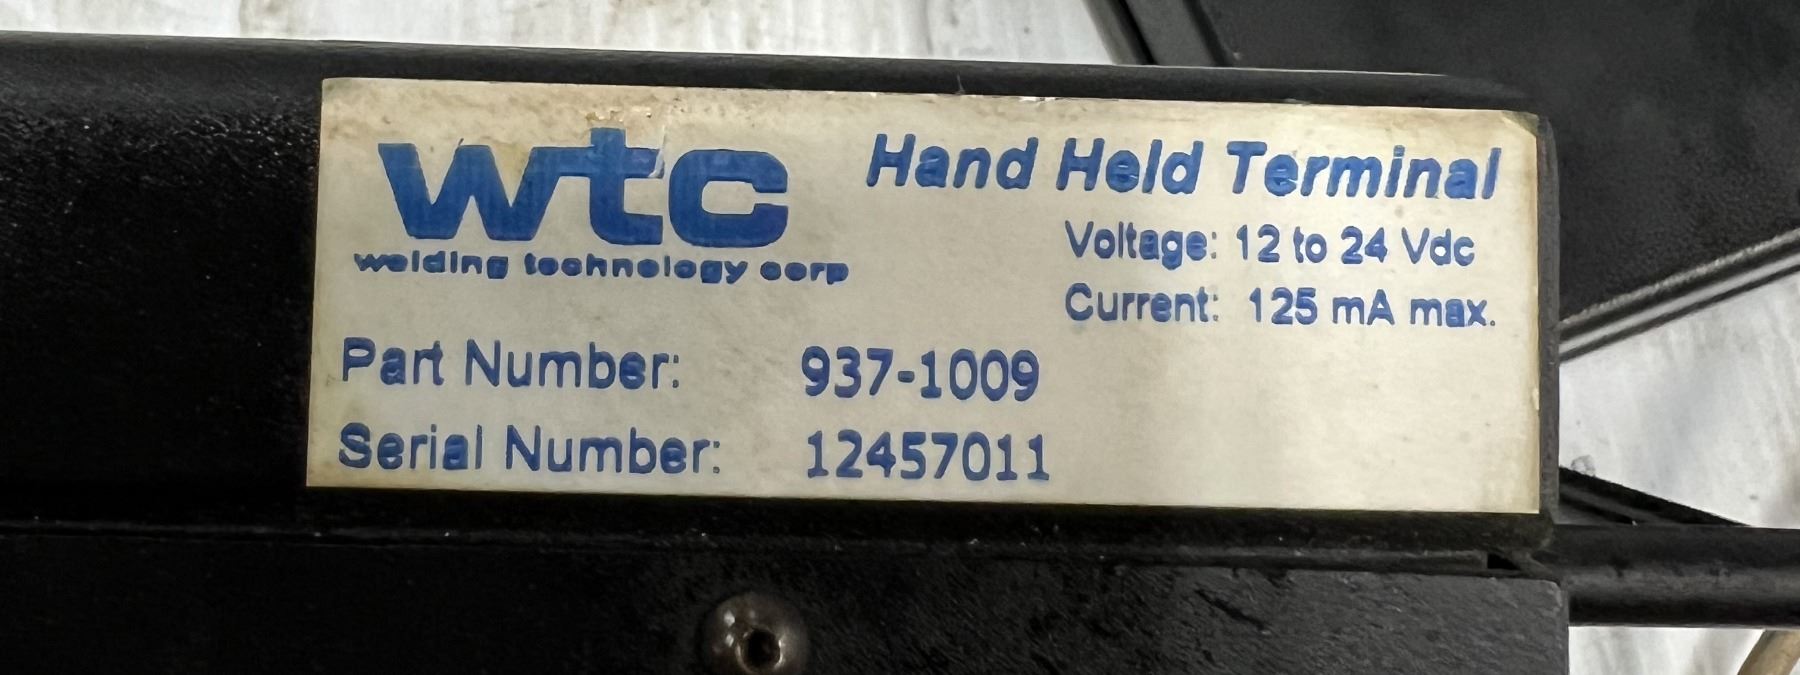 wtc
welding technology corp
Hand Held Terminal
Voltage: 12 to 24 Vdc
Current: 125 mA max.
Part Number: 937-1009
Serial Number: 12457011